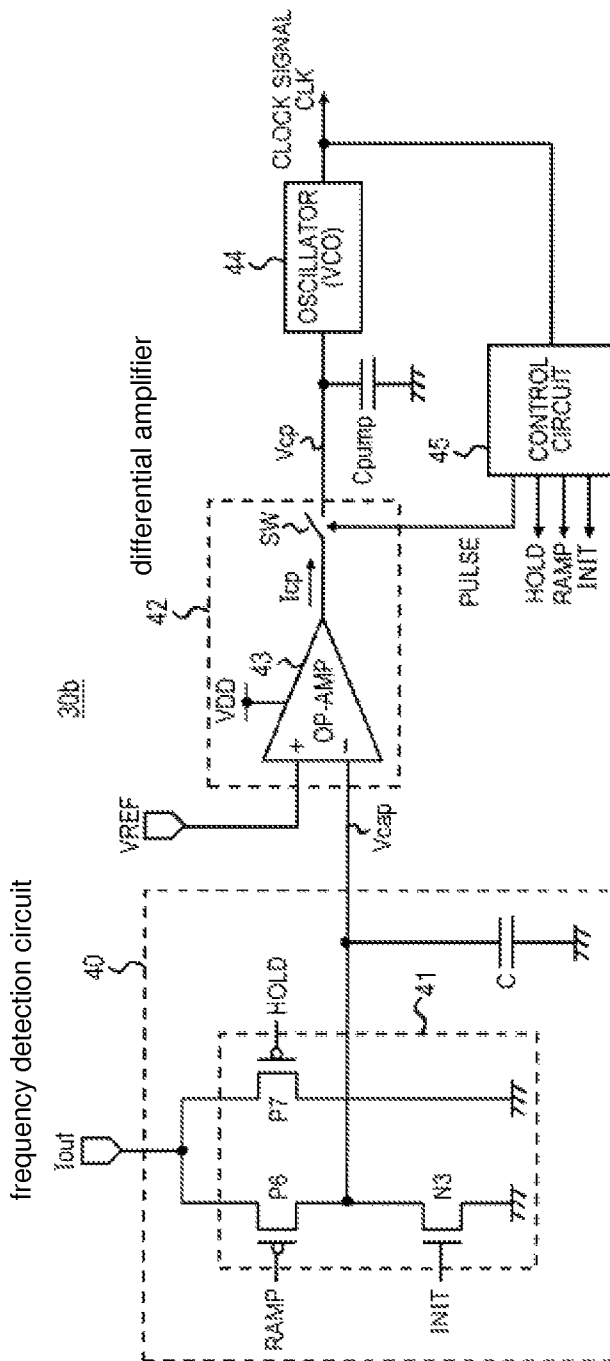 frequency detection circuit
differential amplifier
30b
40
Iout
VREF
42
43
VDD
OP-AMP
+
−
Icp
SW
Vcp
Cpump
44
OSCILLATOR
(VCO)
CLOCK SIGNAL
CLK
45
CONTROL
CIRCUIT
PULSE
HOLD
RAMP
INIT
Vcap
C
41
HOLD
P6
P7
N3
RAMP
INIT